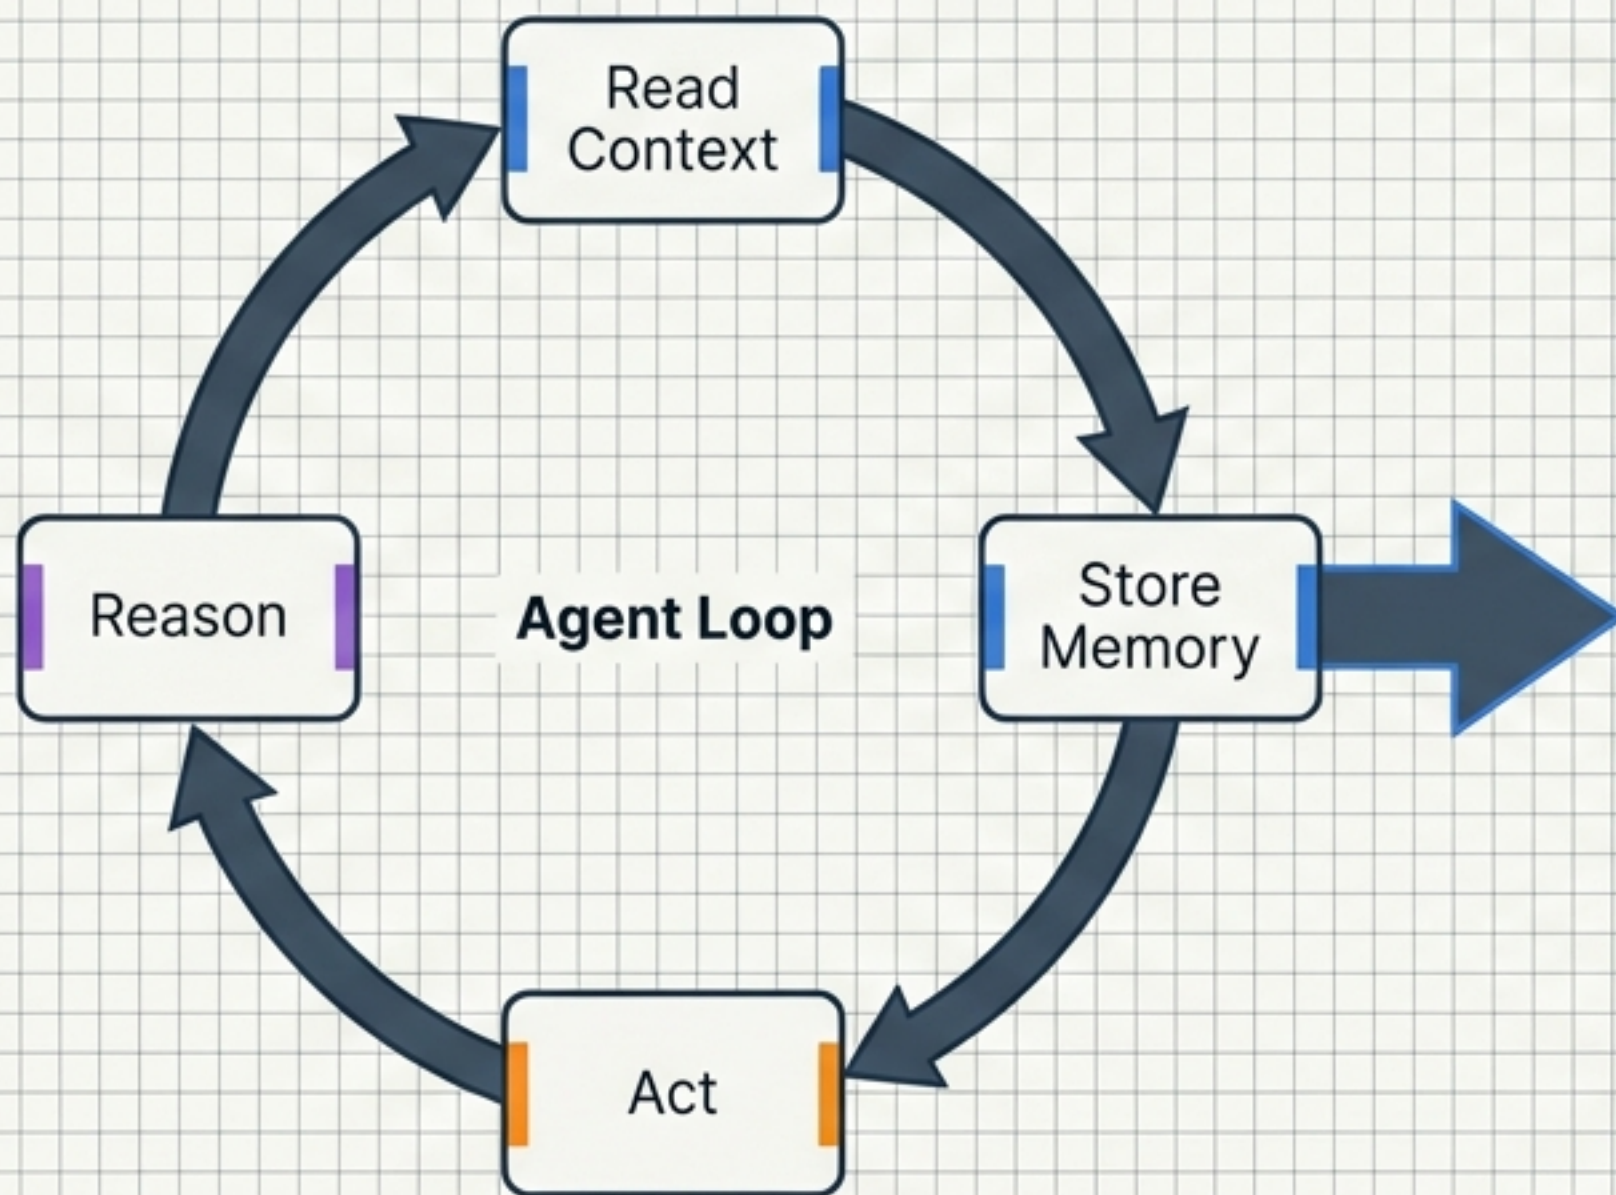 Read
Context
Reason
Agent Loop
Store
Memory
Act